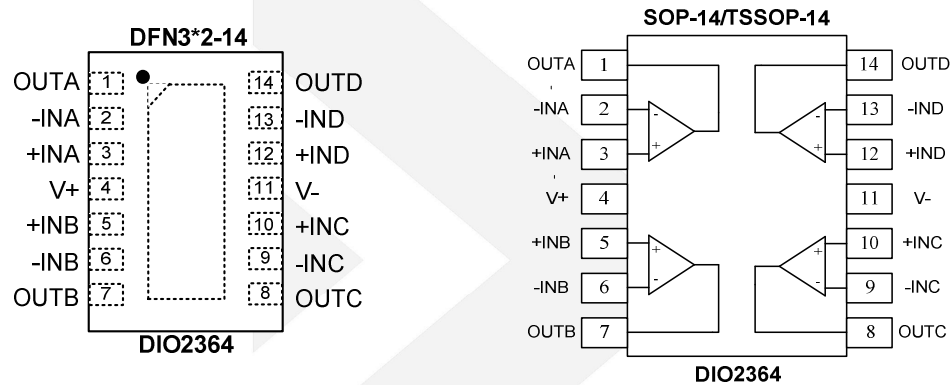 DFN3*2-14
OUTA 1 14 OUTD
-INA 2 13 -IND
+INA 3 12 +IND
V+ 4 11 V-
+INB 5 10 +INC
-INB 6 9 -INC
OUTB 7 8 OUTC
DIO2364
SOP-14/TSSOP-14
OUTA 1 14 OUTD
-INA 2 - - 13 -IND
+INA 3 + + 12 +IND
V+ 4 11 V-
+INB 5 + + 10 +INC
-INB 6 - - 9 -INC
OUTB 7 8 OUTC
DIO2364